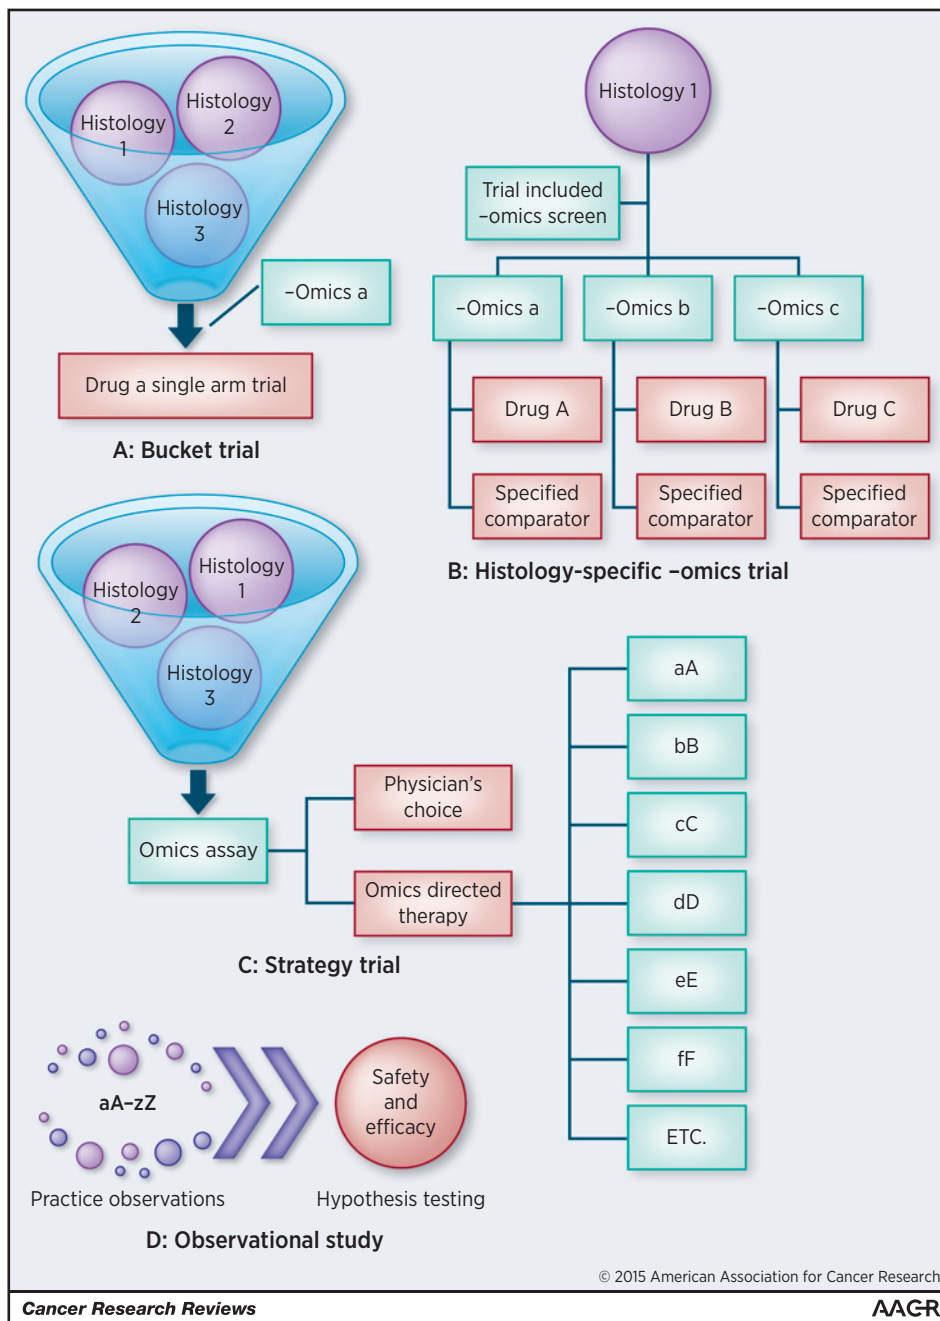 Histology
1
Histology
2
Histology
3
–Omics a
Drug a single arm trial
A: Bucket trial
Histology 1
Trial included
–omics screen
–Omics a
–Omics b
–Omics c
Drug A
Drug B
Drug C
Specified
comparator
Specified
comparator
Specified
comparator
B: Histology-specific –omics trial
Histology
2
Histology
1
Histology
3
Omics assay
Physician's
choice
Omics directed
therapy
aA
bB
cC
dD
eE
fF
ETC.
C: Strategy trial
aA–zZ
Practice observations
Safety
and
efficacy
Hypothesis testing
D: Observational study
© 2015 American Association for Cancer Research
Cancer Research Reviews
AACR